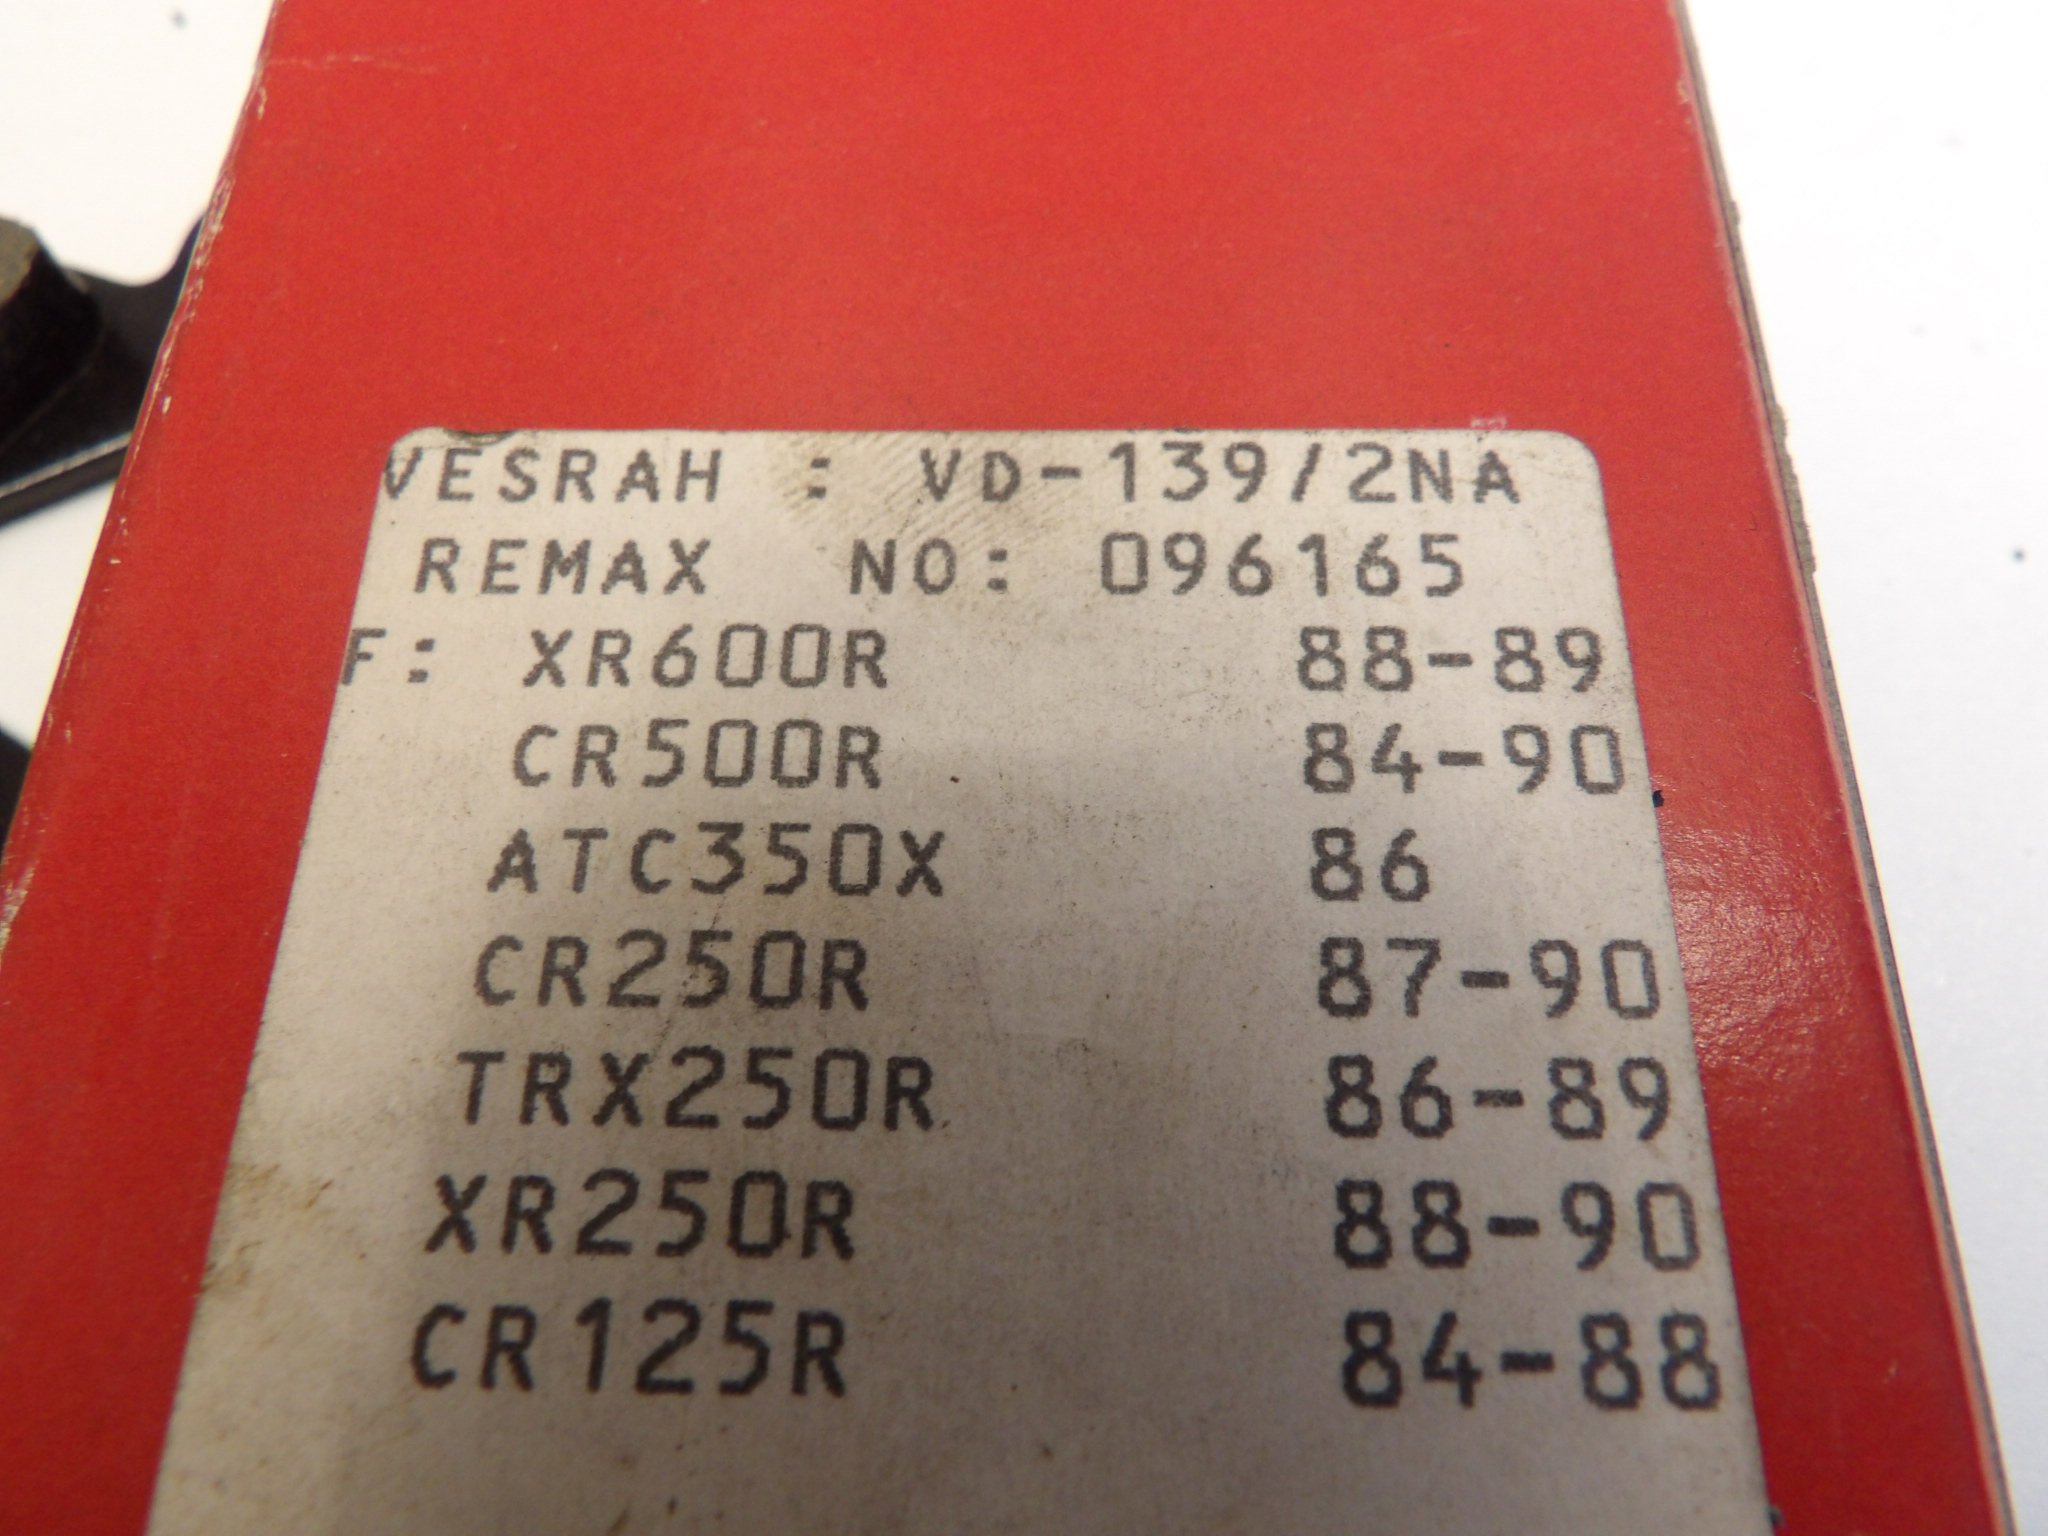 VESRAH : VD-139/2NA
REMAX NO: 096165
F: XR600R 88-89
CR500R 84-90
ATC350X 86
CR250R 87-90
TRX250R 86-89
XR250R 88-90
CR125R 84-88